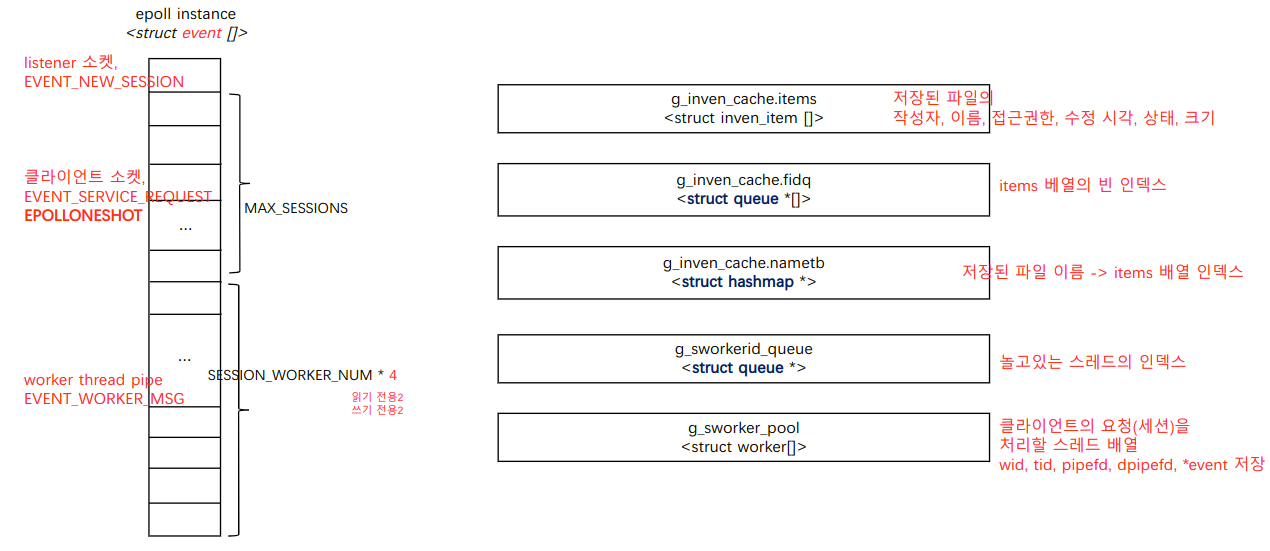 epoll instance
<struct event []>
listener 소켓,
EVENT_NEW_SESSION
클라이언트 소켓,
EVENT_SERVICE_REQUEST
EPOLLONESHOT
...
MAX_SESSIONS
...
SESSION_WORKER_NUM * 4
읽기 전용2
쓰기 전용2
worker thread pipe
EVENT_WORKER_MSG
g_inven_cache.items
<struct inven_item []>
저장된 파일의
작성자, 이름, 접근권한, 수정 시각, 상태, 크기
g_inven_cache.fidq
<struct queue *[]>
items 베열의 빈 인덱스
g_inven_cache.nametb
<struct hashmap *>
저장된 파일 이름 -> items 배열 인덱스
g_sworkerid_queue
<struct queue *>
놀고있는 스레드의 인덱스
g_sworker_pool
<struct worker[]>
클라이언트의 요청(세션)을
처리할 스레드 배열
wid, tid, pipefd, dpipefd, *event 저장